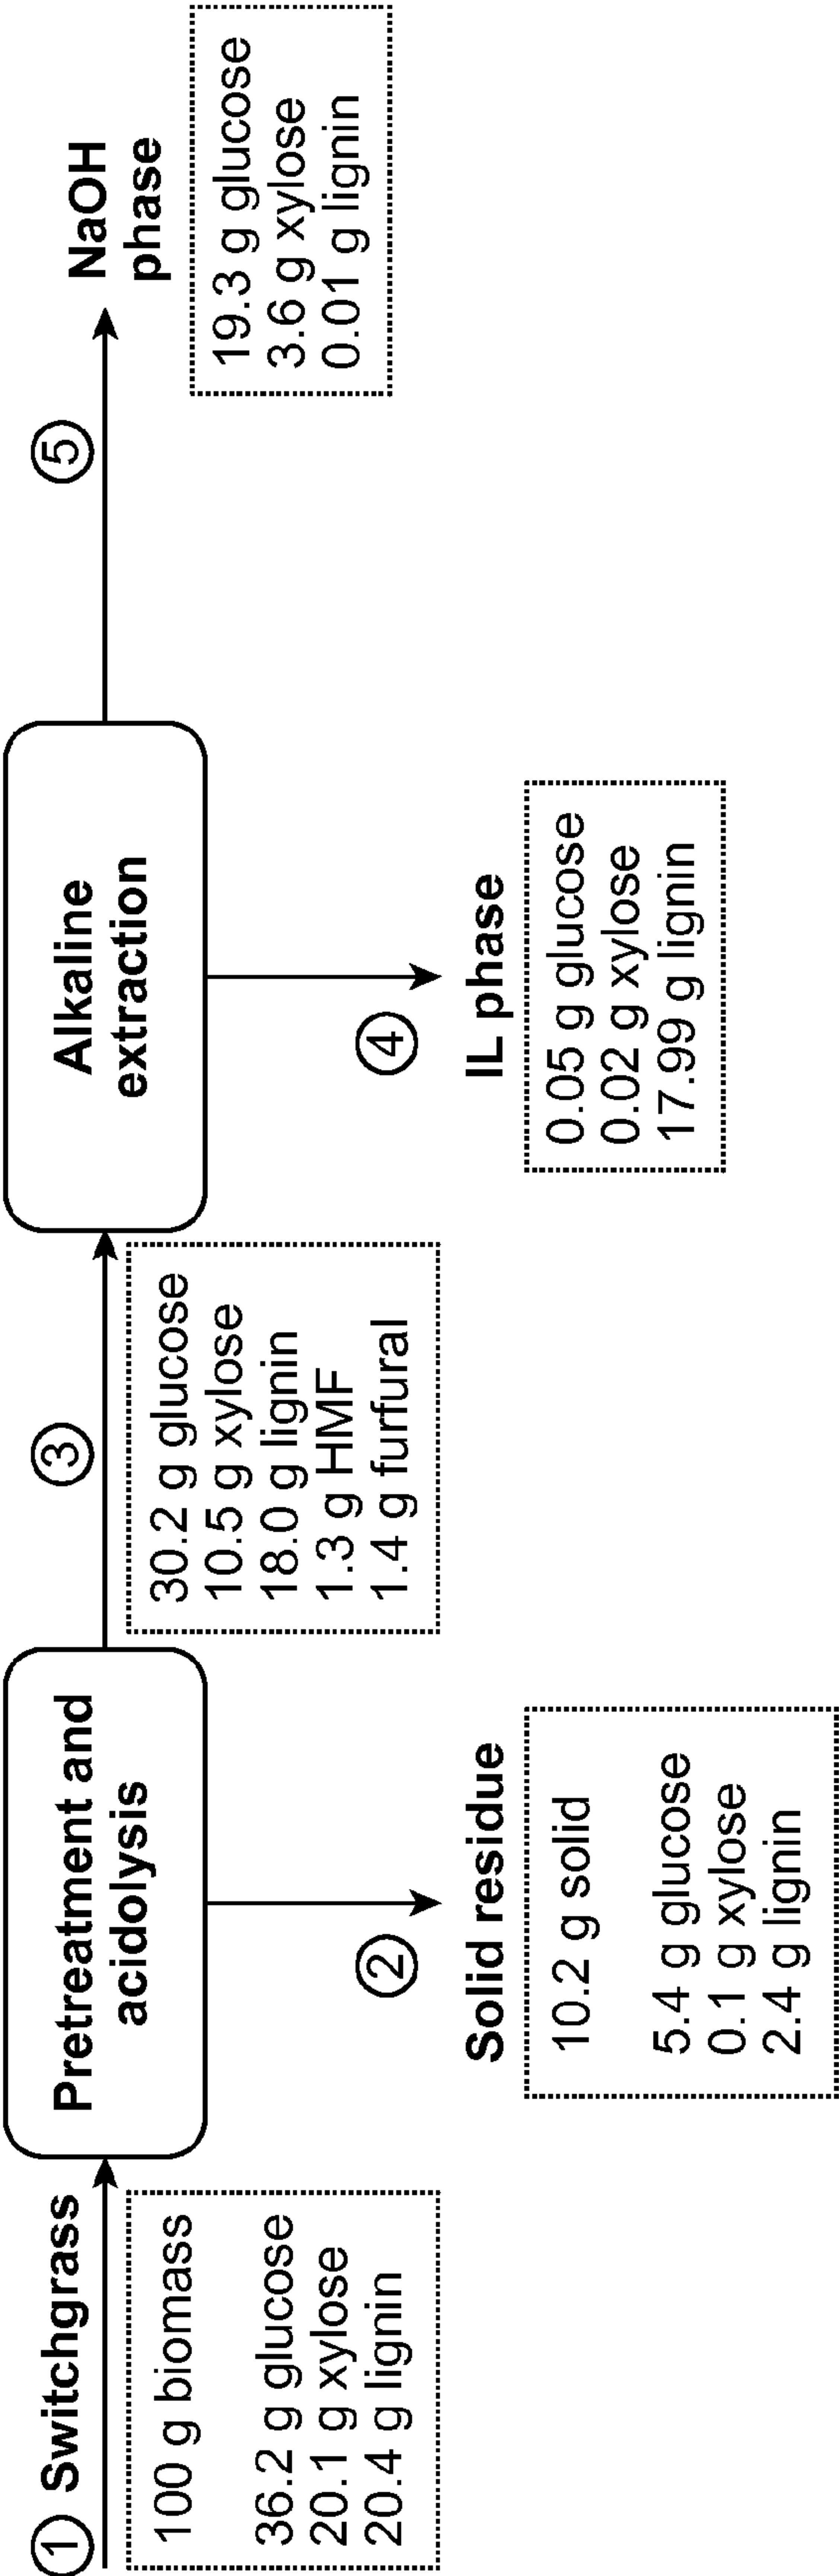 ① Switchgrass
100 g biomass
36.2 g glucose
20.1 g xylose
20.4 g lignin
Pretreatment and
acidolysis
②
Solid residue
10.2 g solid
5.4 g glucose
0.1 g xylose
2.4 g lignin
③
30.2 g glucose
10.5 g xylose
18.0 g lignin
1.3 g HMF
1.4 g furfural
Alkaline
extraction
④
IL phase
0.05 g glucose
0.02 g xylose
17.99 g lignin
⑤
NaOH
phase
19.3 g glucose
3.6 g xylose
0.01 g lignin